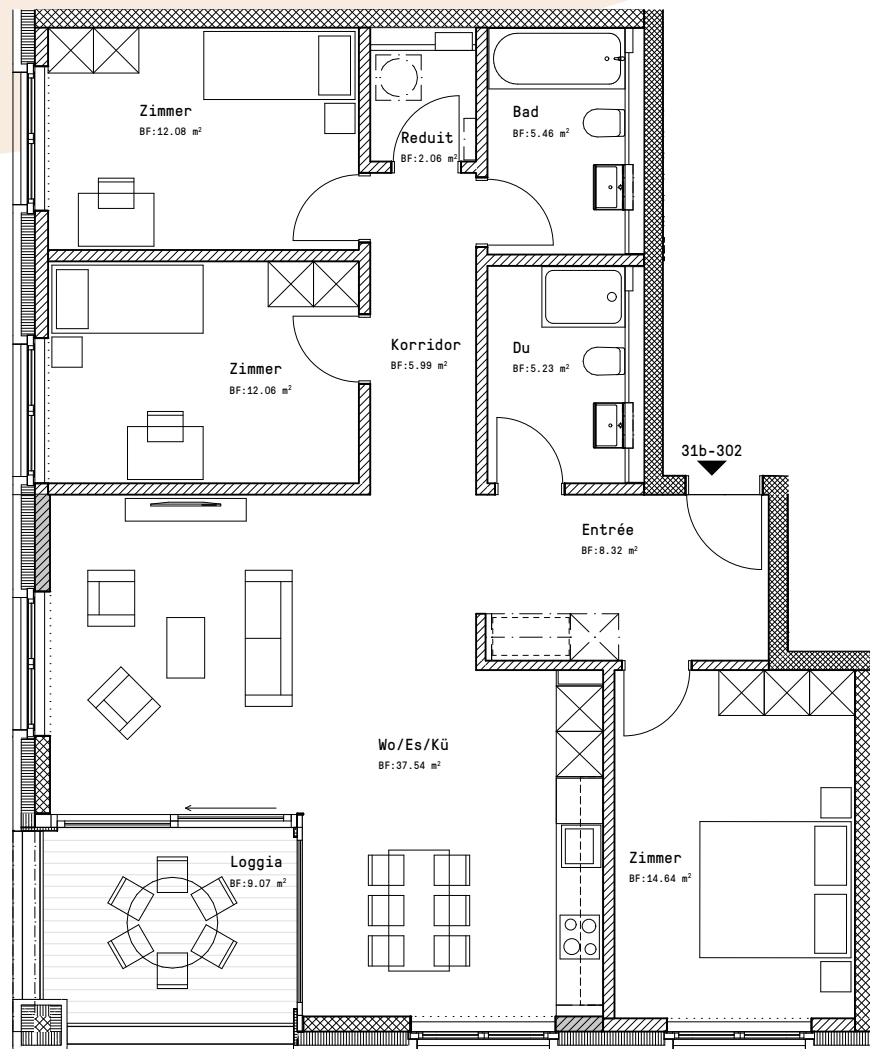 Zimmer
BF:12.08 m²
Reduit
BF:2.06 m²
Bad
BF:5.46 m²
Zimmer
BF:12.06 m²
Korridor
BF:5.99 m²
Du
BF:5.23 m²
31b-302
Entrée
BF:8.32 m²
Wo/Es/Kü
BF:37.54 m²
Loggia
BF:9.07 m²
Zimmer
BF:14.64 m²